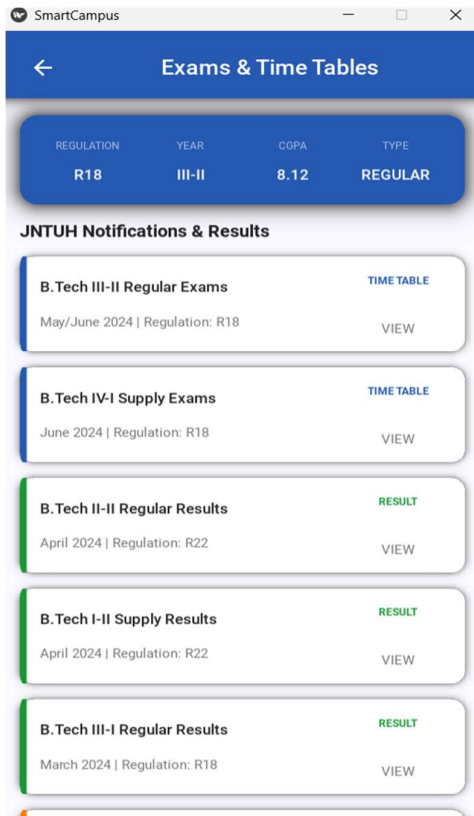 SmartCampus
Exams & Time Tables
REGULATION YEAR CGPA TYPE
R18 III-II 8.12 REGULAR
JNTUH Notifications & Results
B.Tech III-II Regular Exams TIME TABLE
May/June 2024 | Regulation: R18 VIEW
B.Tech IV-I Supply Exams TIME TABLE
June 2024 | Regulation: R18 VIEW
B.Tech II-II Regular Results RESULT
April 2024 | Regulation: R22 VIEW
B.Tech I-II Supply Results RESULT
April 2024 | Regulation: R22 VIEW
B.Tech III-I Regular Results RESULT
March 2024 | Regulation: R18 VIEW